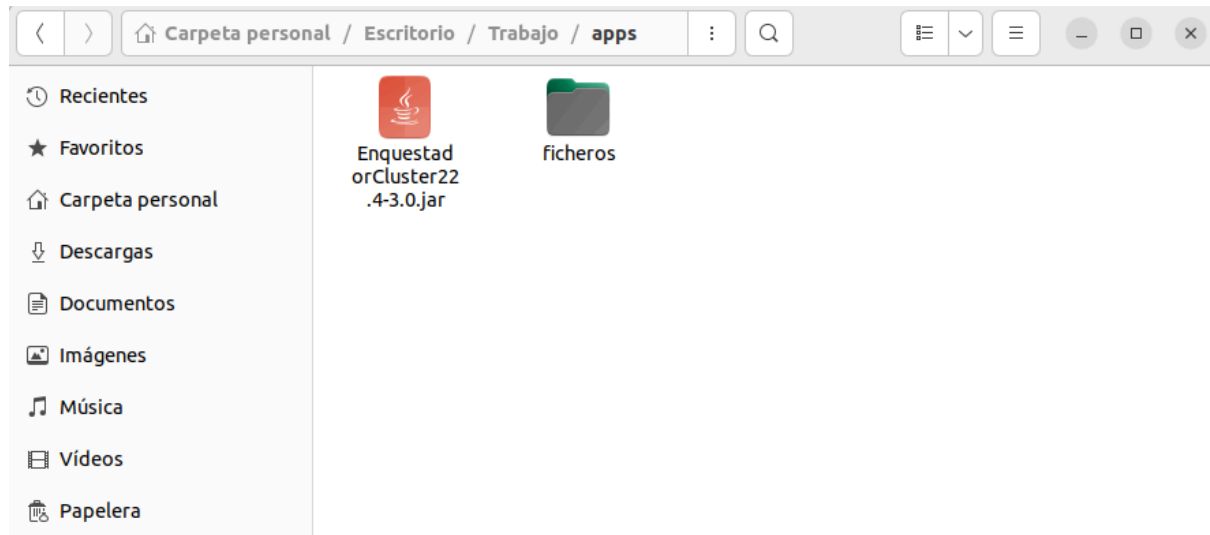 Carpeta personal / Escritorio / Trabajo / apps
Recientes
Favoritos
Carpeta personal
Descargas
Documentos
Imágenes
Música
Vídeos
Papelera
Enquestad
orCluster22
.4-3.0.jar
ficheros